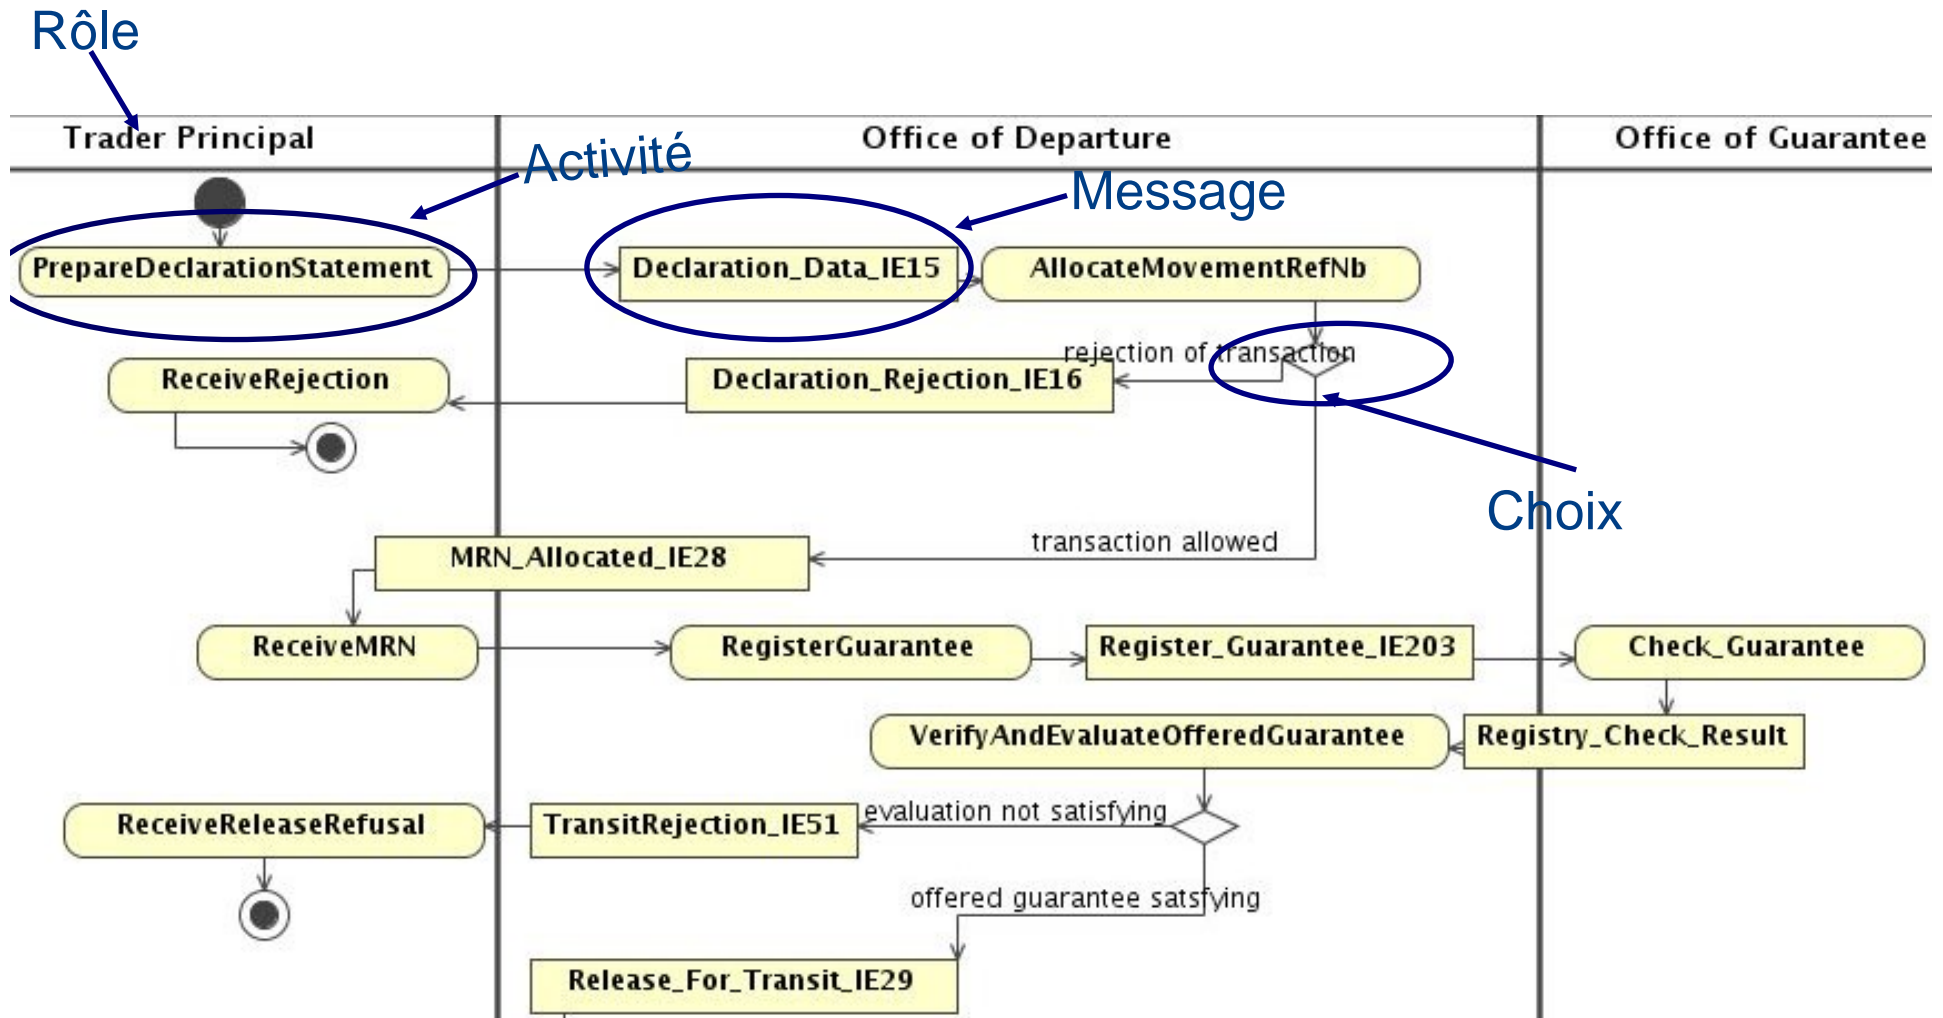 Rôle
Trader Principal
Office of Departure
Office of Guarantee
Activité
Message
PrepareDeclarationStatement
Declaration_Data_IE15
AllocateMovementRefNb
rejection of transaction
ReceiveRejection
Declaration_Rejection_IE16
Choix
transaction allowed
MRN_Allocated_IE28
ReceiveMRN
RegisterGuarantee
Register_Guarantee_IE203
Check_Guarantee
VerifyAndEvaluateOfferedGuarantee
Registry_Check_Result
evaluation not satisfying
ReceiveReleaseRefusal
TransitRejection_IE51
offered guarantee satsfying
Release_For_Transit_IE29